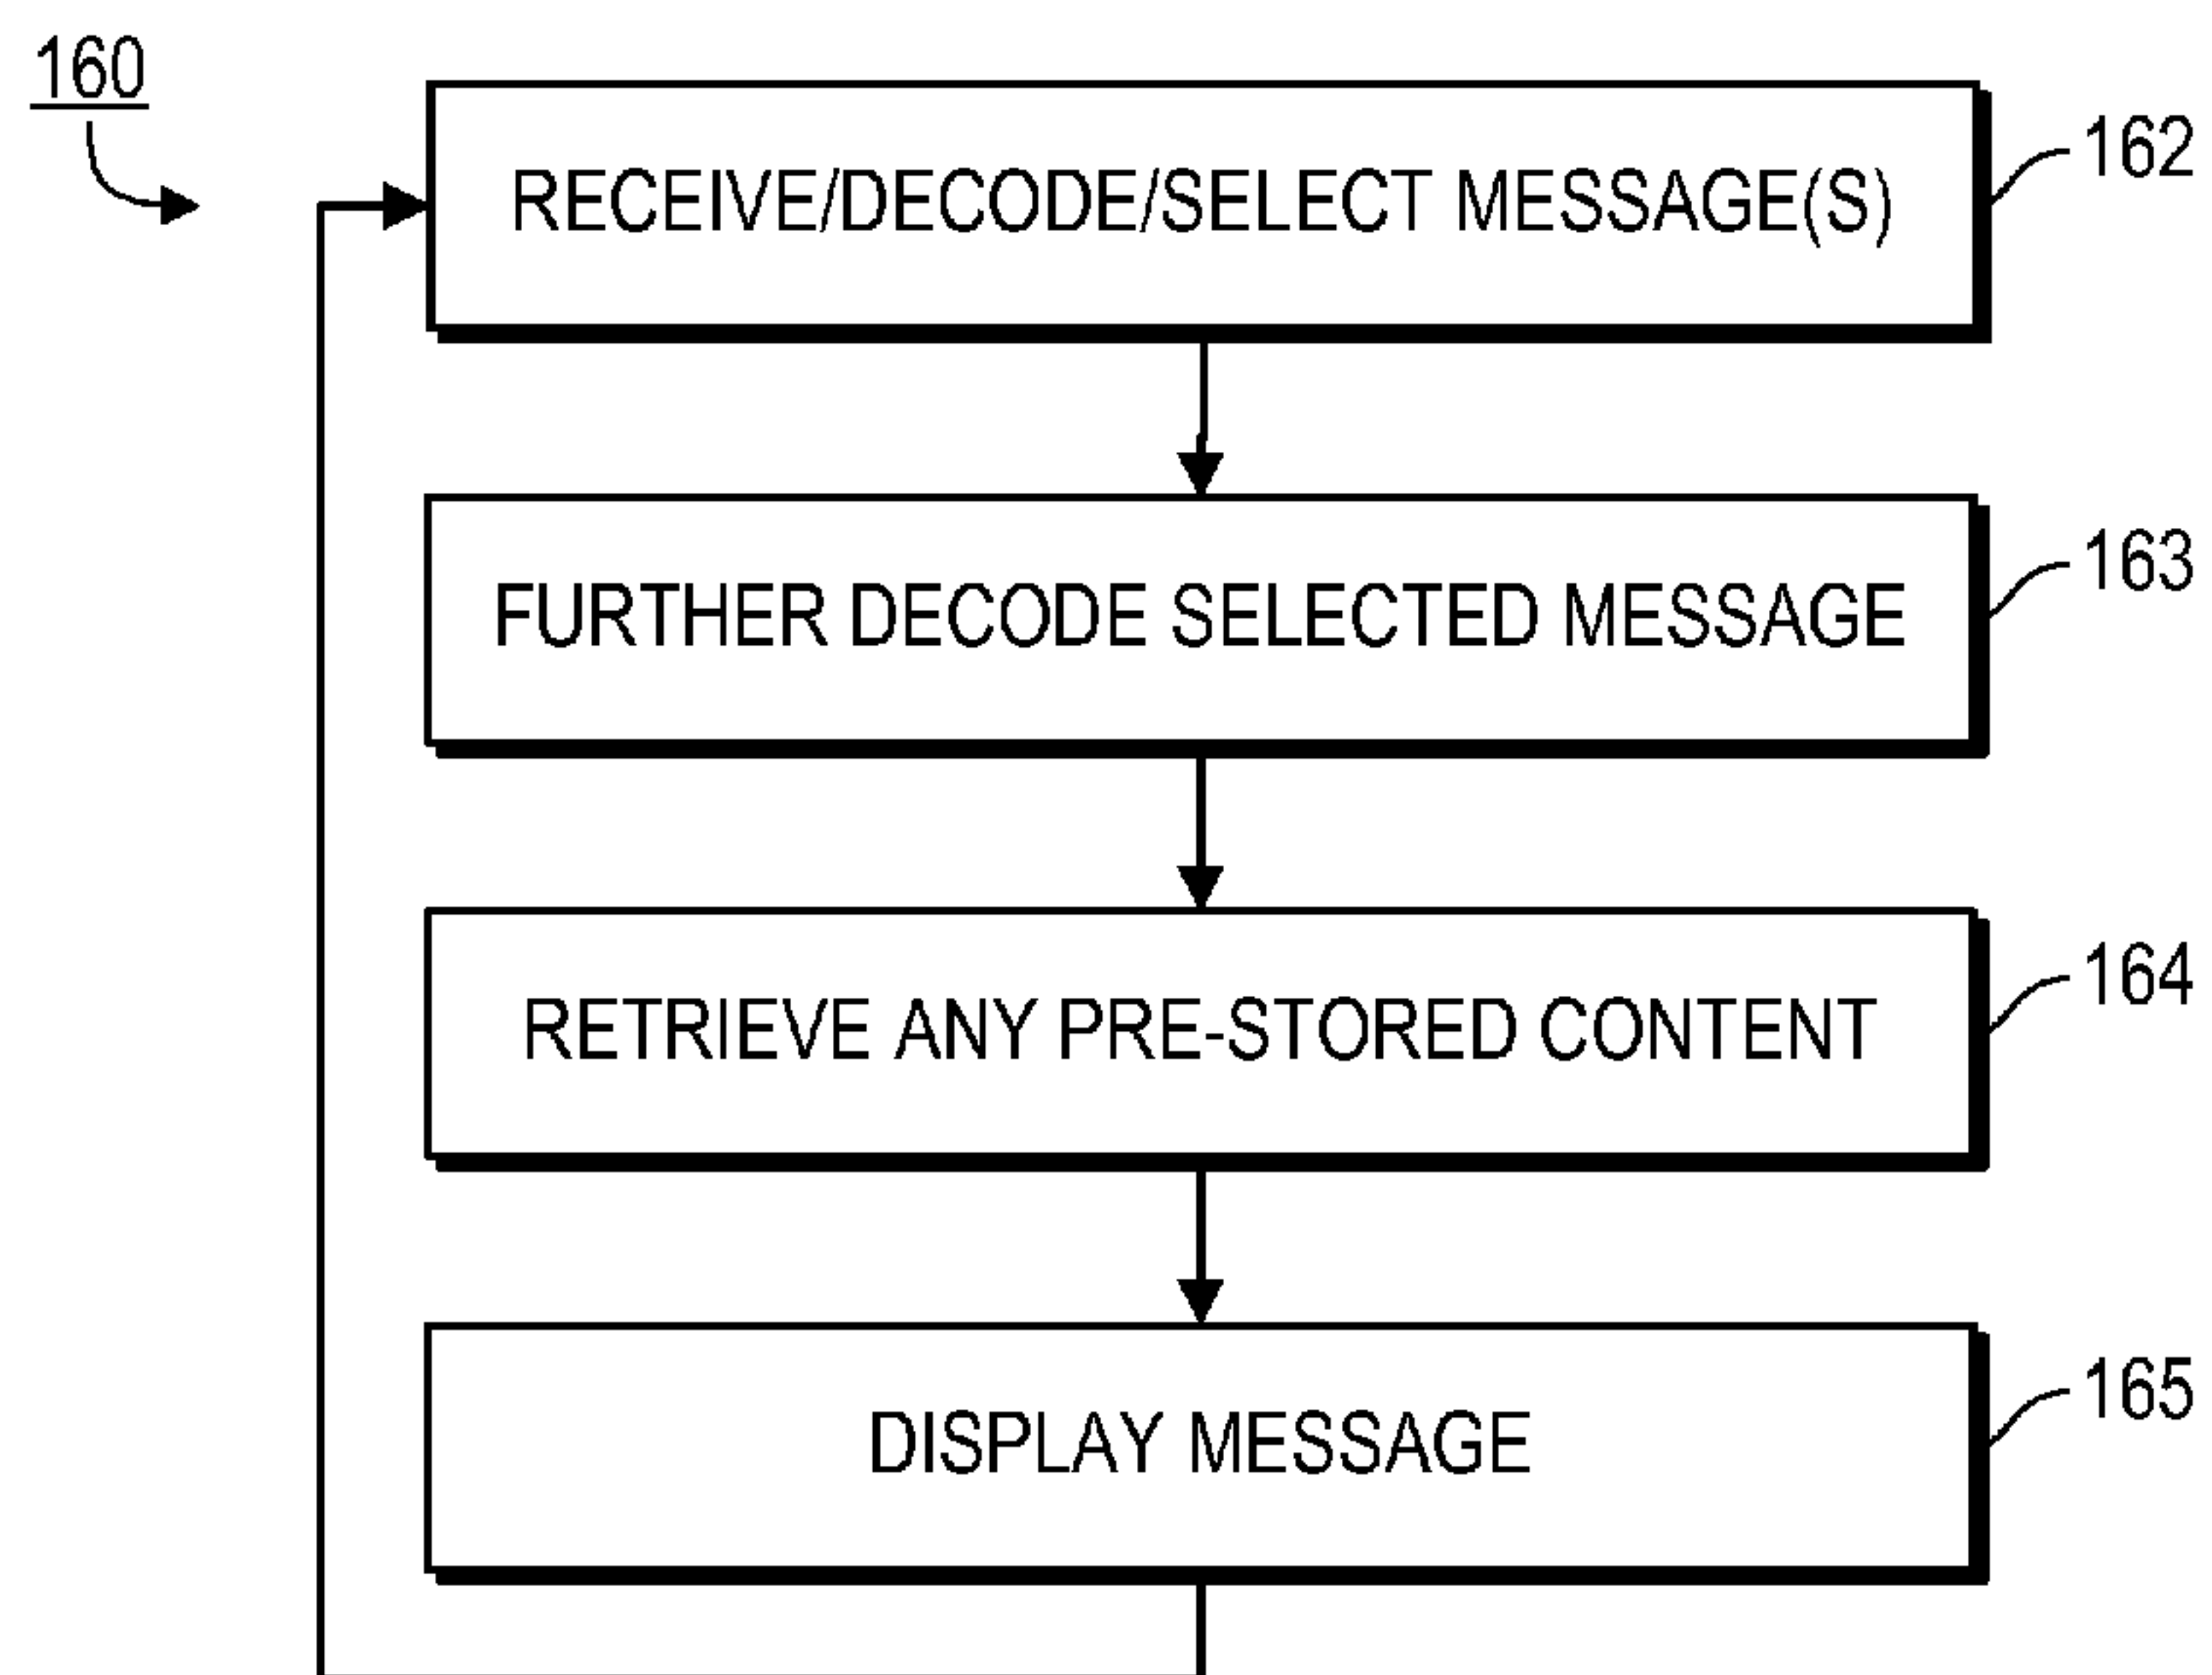 160
RECEIVE/DECODE/SELECT MESSAGE(S)
162
FURTHER DECODE SELECTED MESSAGE
163
RETRIEVE ANY PRE-STORED CONTENT
164
DISPLAY MESSAGE
165